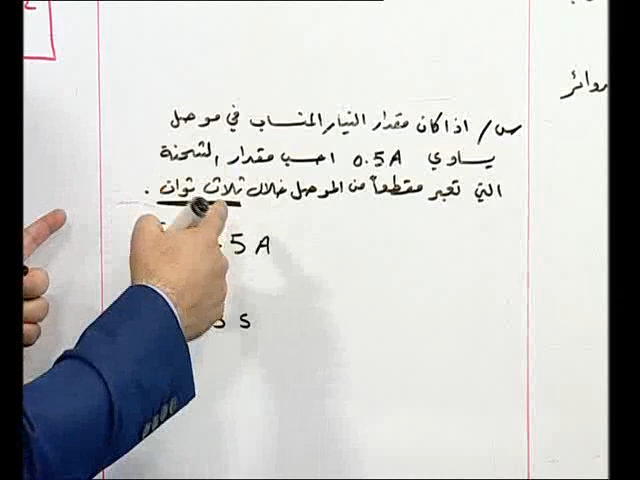 س/ اذا كان مقدار التيار المنساب في موصل
يساوي 0.5A احسب مقدار الشحنة
التي تعبر مقطعاً من الموصل خلال ثلاث ثوان .
5 A
s
دوائر